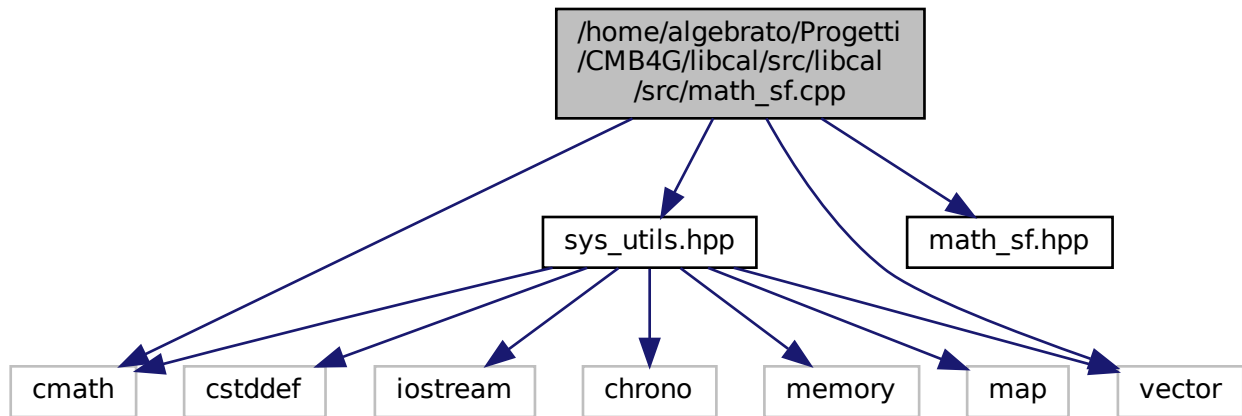 /home/algebrato/Progetti
/CMB4G/libcal/src/libcal
/src/math_sf.cpp
sys_utils.hpp
math_sf.hpp
cmath
cstddef
iostream
chrono
memory
map
vector